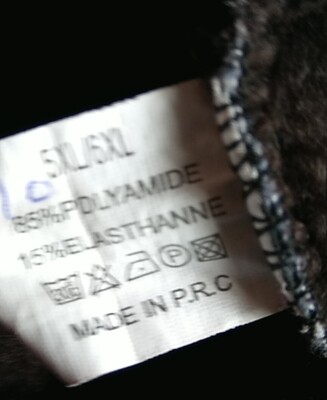 5XL/6XL
85%POLYAMIDE
15%ELASTHANNE
P
MADE IN P.R.C